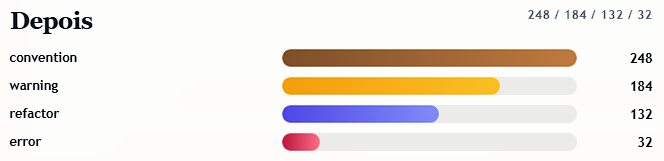 Depois
248 / 184 / 132 / 32
convention 248
warning 184
refactor 132
error 32